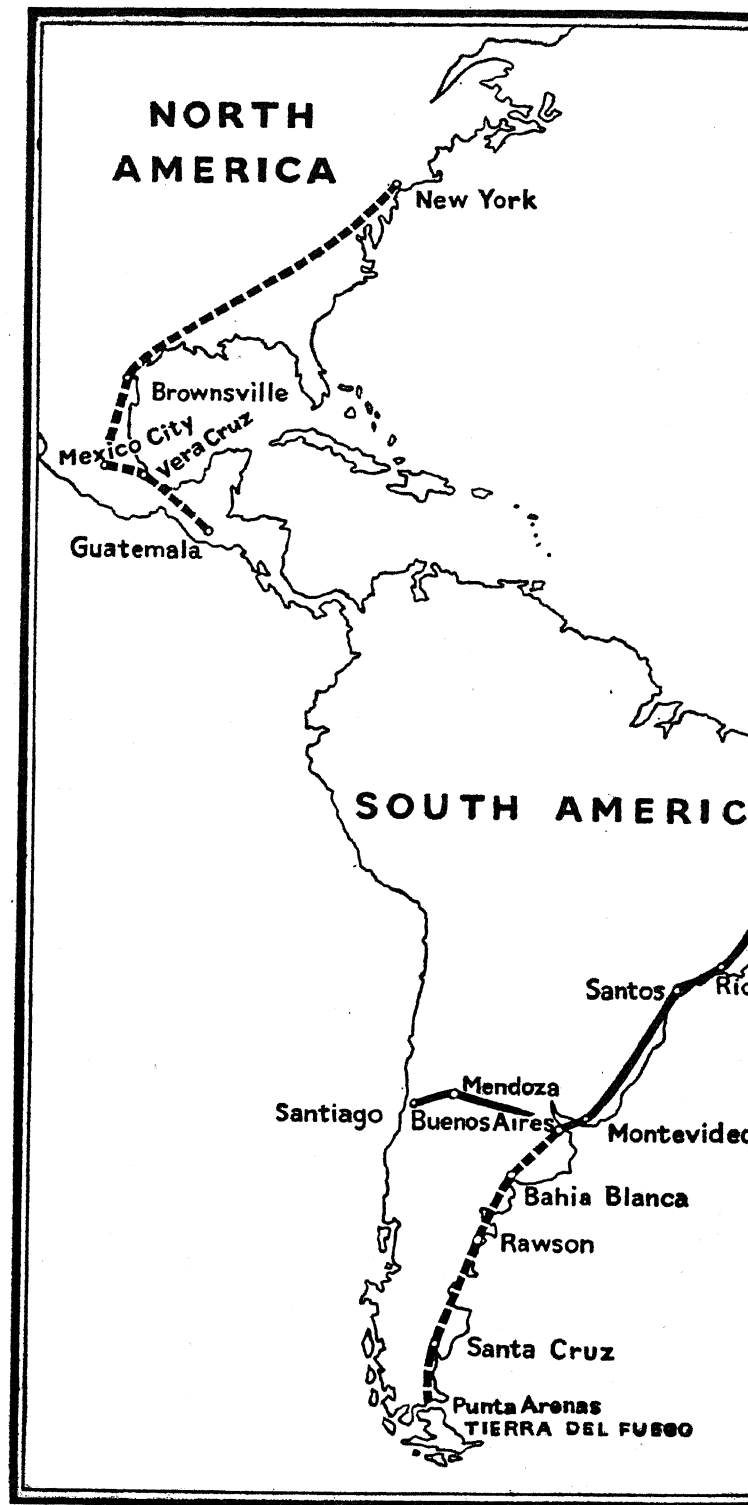 NORTH
AMERICA
New York
Brownsville
Mexico City
Vera Cruz
Guatemala
SOUTH AMERIC
Santos
Rio
Mendoza
Santiago
Buenos Aires
Montevideo
Bahia Blanca
Rawson
Santa Cruz
Punta Arenas
TIERRA DEL FUEGO